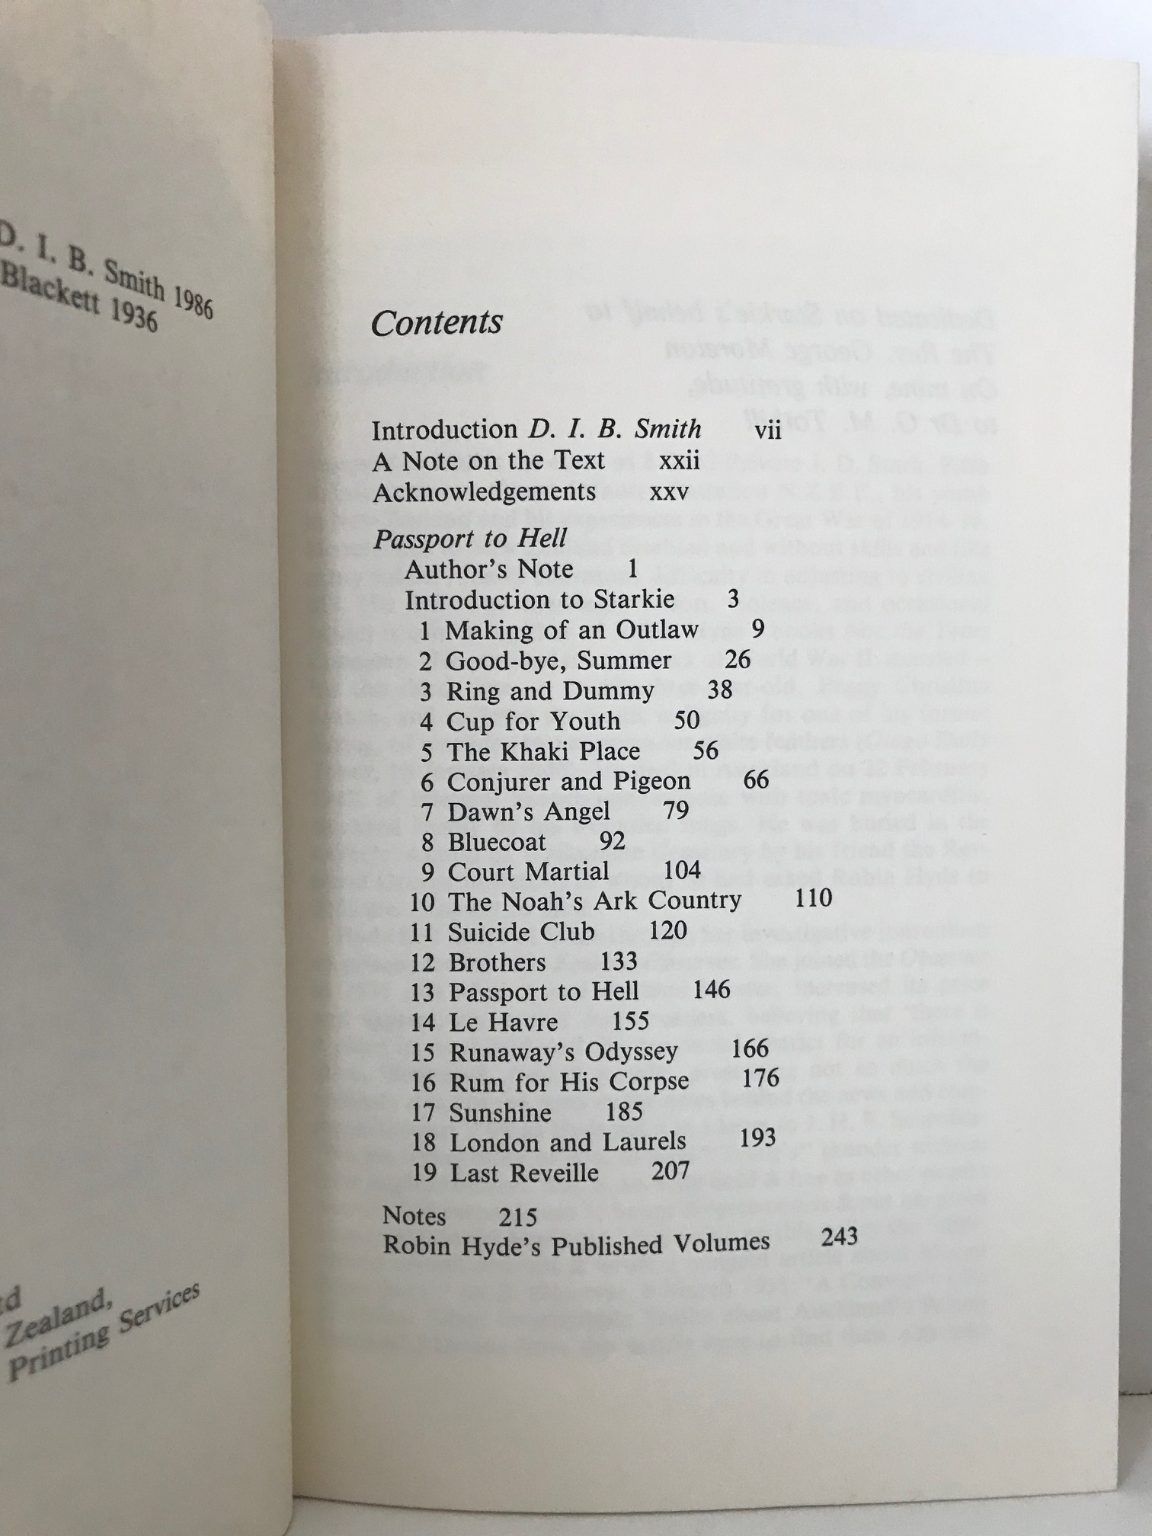 D. I. B. Smith 1986
Blackett 1936
Zealand,
Printing Services
Contents
Introduction D. I. B. Smith vii
A Note on the Text xxii
Acknowledgements xxv
Passport to Hell
Author's Note 1
Introduction to Starkie 3
1 Making of an Outlaw 9
2 Good-bye, Summer 26
3 Ring and Dummy 38
4 Cup for Youth 50
5 The Khaki Place 56
6 Conjurer and Pigeon 66
7 Dawn's Angel 79
8 Bluecoat 92
9 Court Martial 104
10 The Noah's Ark Country 110
11 Suicide Club 120
12 Brothers 133
13 Passport to Hell 146
14 Le Havre 155
15 Runaway's Odyssey 166
16 Rum for His Corpse 176
17 Sunshine 185
18 London and Laurels 193
19 Last Reveille 207
Notes 215
Robin Hyde's Published Volumes 243